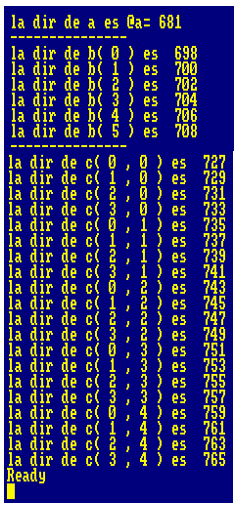 la dir de a es @a= 681
---------------
la dir de b( 0 ) es  698
la dir de b( 1 ) es  700
la dir de b( 2 ) es  702
la dir de b( 3 ) es  704
la dir de b( 4 ) es  706
la dir de b( 5 ) es  708
---------------
la dir de c( 0 , 0 ) es  727
la dir de c( 1 , 0 ) es  729
la dir de c( 2 , 0 ) es  731
la dir de c( 3 , 0 ) es  733
la dir de c( 0 , 1 ) es  735
la dir de c( 1 , 1 ) es  737
la dir de c( 2 , 1 ) es  739
la dir de c( 3 , 1 ) es  741
la dir de c( 0 , 2 ) es  743
la dir de c( 1 , 2 ) es  745
la dir de c( 2 , 2 ) es  747
la dir de c( 3 , 2 ) es  749
la dir de c( 0 , 3 ) es  751
la dir de c( 1 , 3 ) es  753
la dir de c( 2 , 3 ) es  755
la dir de c( 3 , 3 ) es  757
la dir de c( 0 , 4 ) es  759
la dir de c( 1 , 4 ) es  761
la dir de c( 2 , 4 ) es  763
la dir de c( 3 , 4 ) es  765
Ready